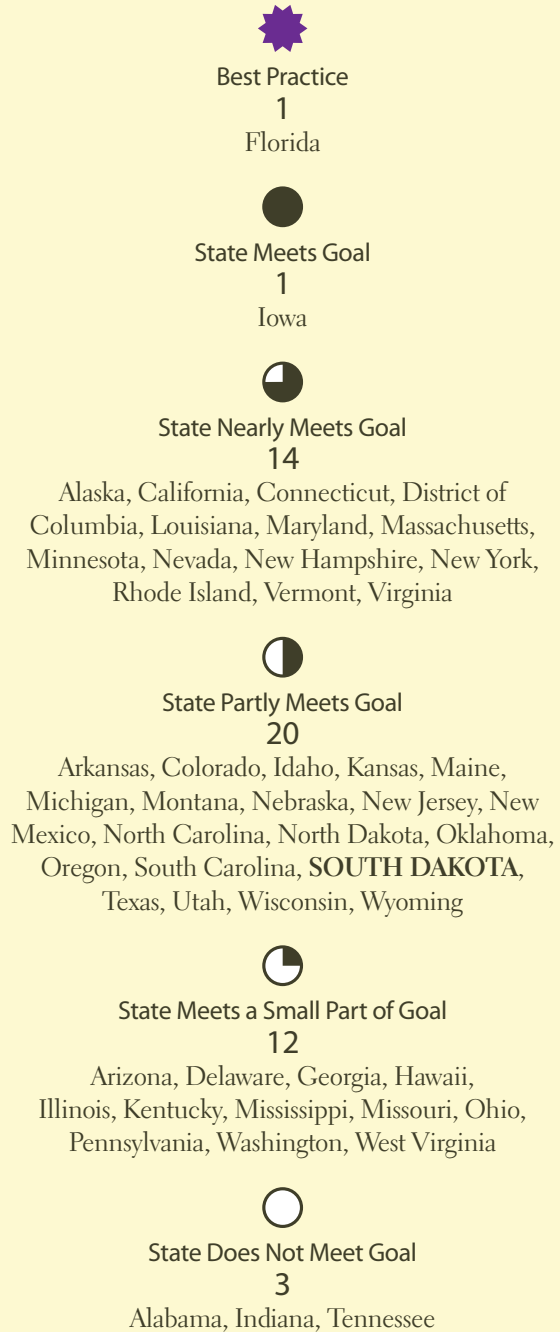 Best Practice
1
Florida
State Meets Goal
1
Iowa
State Nearly Meets Goal
14
Alaska, California, Connecticut, District of
Columbia, Louisiana, Maryland, Massachusetts,
Minnesota, Nevada, New Hampshire, New York,
Rhode Island, Vermont, Virginia
State Partly Meets Goal
20
Arkansas, Colorado, Idaho, Kansas, Maine,
Michigan, Montana, Nebraska, New Jersey, New
Mexico, North Carolina, North Dakota, Oklahoma,
Oregon, South Carolina, SOUTH DAKOTA,
Texas, Utah, Wisconsin, Wyoming
State Meets a Small Part of Goal
12
Arizona, Delaware, Georgia, Hawaii,
Illinois, Kentucky, Mississippi, Missouri, Ohio,
Pennsylvania, Washington, West Virginia
State Does Not Meet Goal
3
Alabama, Indiana, Tennessee